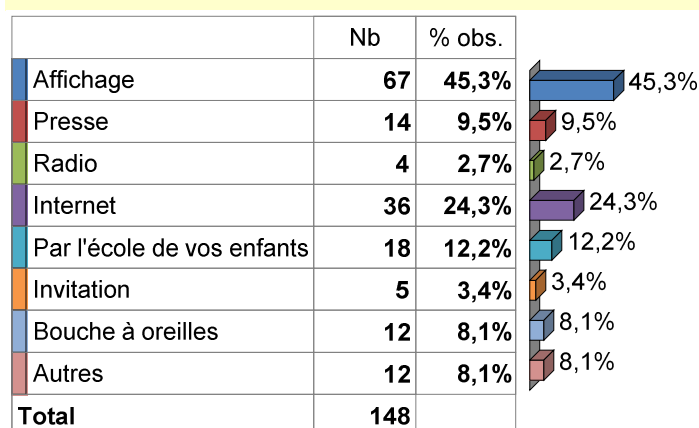 Nb % obs.
Affichage 67 45,3% 45,3%
Presse 14 9,5% 9,5%
Radio 4 2,7% 2,7%
Internet 36 24,3% 24,3%
Par l'école de vos enfants 18 12,2% 12,2%
Invitation 5 3,4% 3,4%
Bouche à oreilles 12 8,1% 8,1%
Autres 12 8,1% 8,1%
Total 148